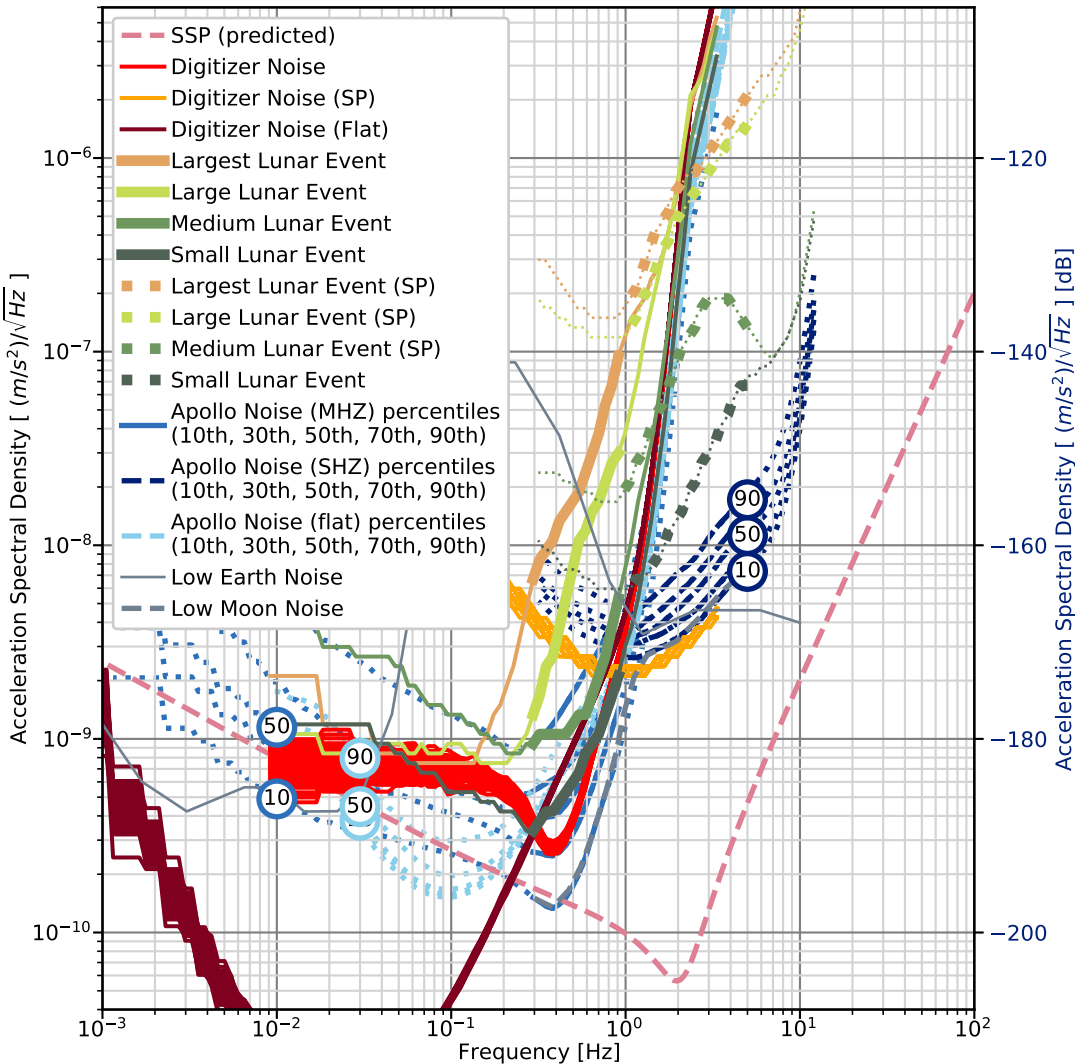 SSP (predicted)
Digitizer Noise
Digitizer Noise (SP)
Digitizer Noise (Flat)
Largest Lunar Event
Large Lunar Event
Medium Lunar Event
Small Lunar Event
Largest Lunar Event (SP)
Large Lunar Event (SP)
Medium Lunar Event (SP)
Small Lunar Event
Apollo Noise (MHZ) percentiles
(10th, 30th, 50th, 70th, 90th)
Apollo Noise (SHZ) percentiles
(10th, 30th, 50th, 70th, 90th)
Apollo Noise (flat) percentiles
(10th, 30th, 50th, 70th, 90th)
Low Earth Noise
Low Moon Noise
Acceleration Spectral Density [ (m/s²)/√Hz ]
10⁻⁶
10⁻⁷
10⁻⁸
10⁻⁹
10⁻¹⁰
−120
−140
−160
−180
−200
Acceleration Spectral Density [ (m/s²)/√Hz ] [dB]
90
50
10
50
10
90
50
10⁻³ 10⁻² 10⁻¹ 10⁰ 10¹ 10²
Frequency [Hz]